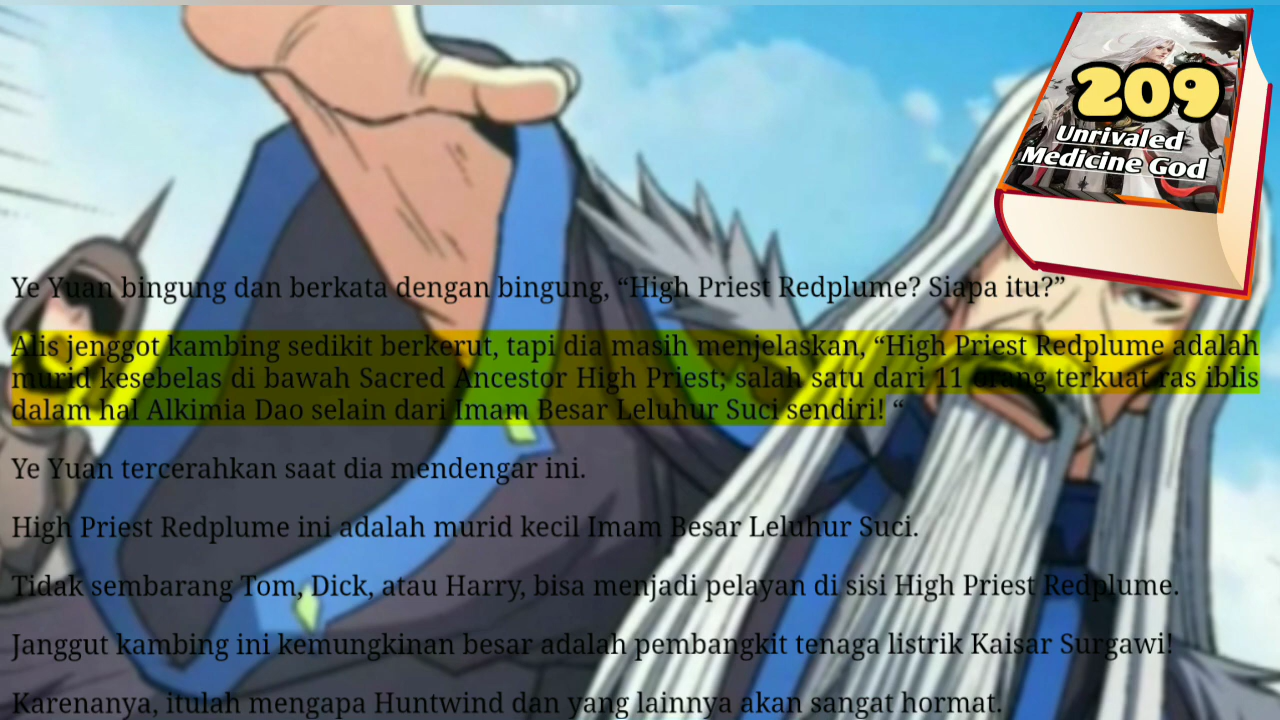 209
Unrivaled
Medicine God
Ye Yuan bingung dan berkata dengan bingung, “High Priest Redplume? Siapa itu?”
Alis jenggot kambing sedikit berkerut, tapi dia masih menjelaskan, “High Priest Redplume adalah
murid kesebelas di bawah Sacred Ancestor High Priest; salah satu dari 11 orang terkuat ras iblis
dalam hal Alkimia Dao selain dari Imam Besar Leluhur Suci sendiri! “
Ye Yuan tercerahkan saat dia mendengar ini.
High Priest Redplume ini adalah murid kecil Imam Besar Leluhur Suci.
Tidak sembarang Tom, Dick, atau Harry, bisa menjadi pelayan di sisi High Priest Redplume.
Janggut kambing ini kemungkinan besar adalah pembangkit tenaga listrik Kaisar Surgawi!
Karenanya, itulah mengapa Huntwind dan yang lainnya akan sangat hormat.